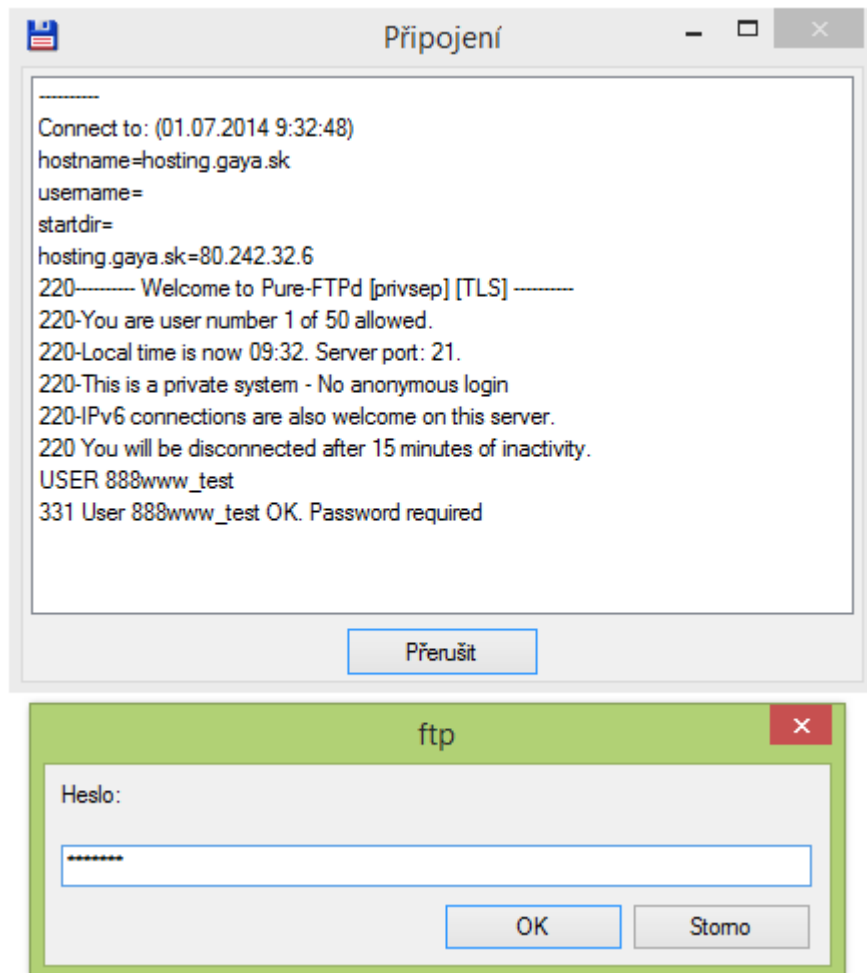 Připojení
----------
Connect to: (01.07.2014 9:32:48)
hostname=hosting.gaya.sk
username=
startdir=
hosting.gaya.sk=80.242.32.6
220---------- Welcome to Pure-FTPd [privsep] [TLS] ----------
220-You are user number 1 of 50 allowed.
220-Local time is now 09:32. Server port: 21.
220-This is a private system - No anonymous login
220-IPv6 connections are also welcome on this server.
220 You will be disconnected after 15 minutes of inactivity.
USER 888www_test
331 User 888www_test OK. Password required
Přerušit
ftp
Heslo:
*******
OK Storno